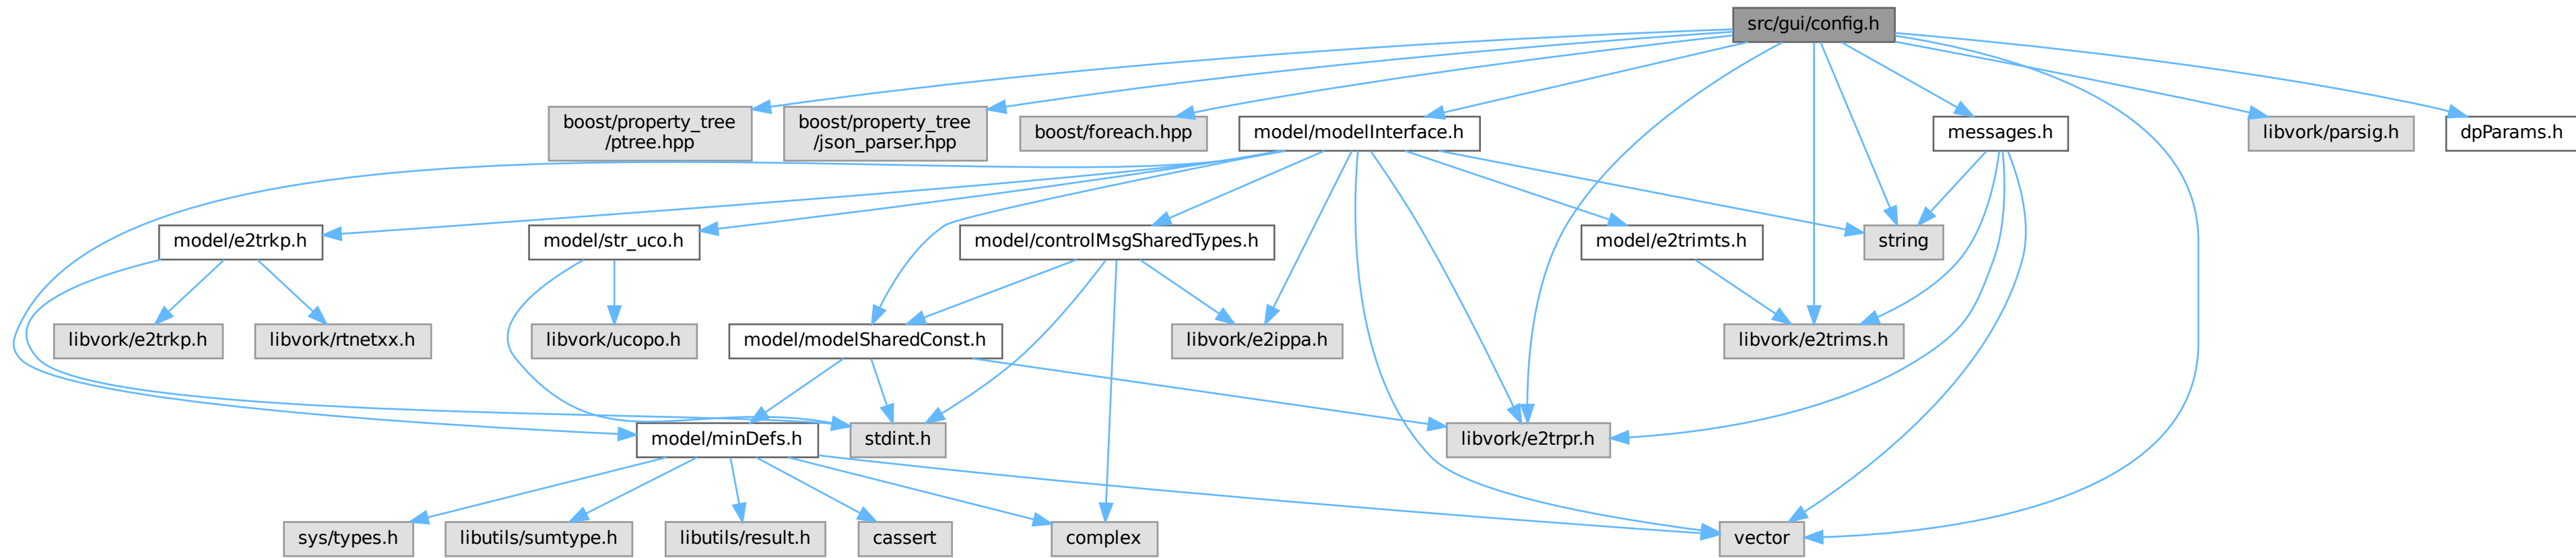 src/gui/config.h
boost/property_tree
/ptree.hpp
boost/property_tree
/json_parser.hpp
boost/foreach.hpp
model/modelInterface.h
messages.h
libvork/parsig.h
dpParams.h
model/e2trkp.h
model/str_uco.h
model/controlMsgSharedTypes.h
model/e2trimts.h
string
libvork/e2trkp.h
libvork/rtnetxx.h
libvork/ucopo.h
model/modelSharedConst.h
libvork/e2ippa.h
libvork/e2trims.h
model/minDefs.h
stdint.h
libvork/e2trpr.h
sys/types.h
libutils/sumtype.h
libutils/result.h
cassert
complex
vector